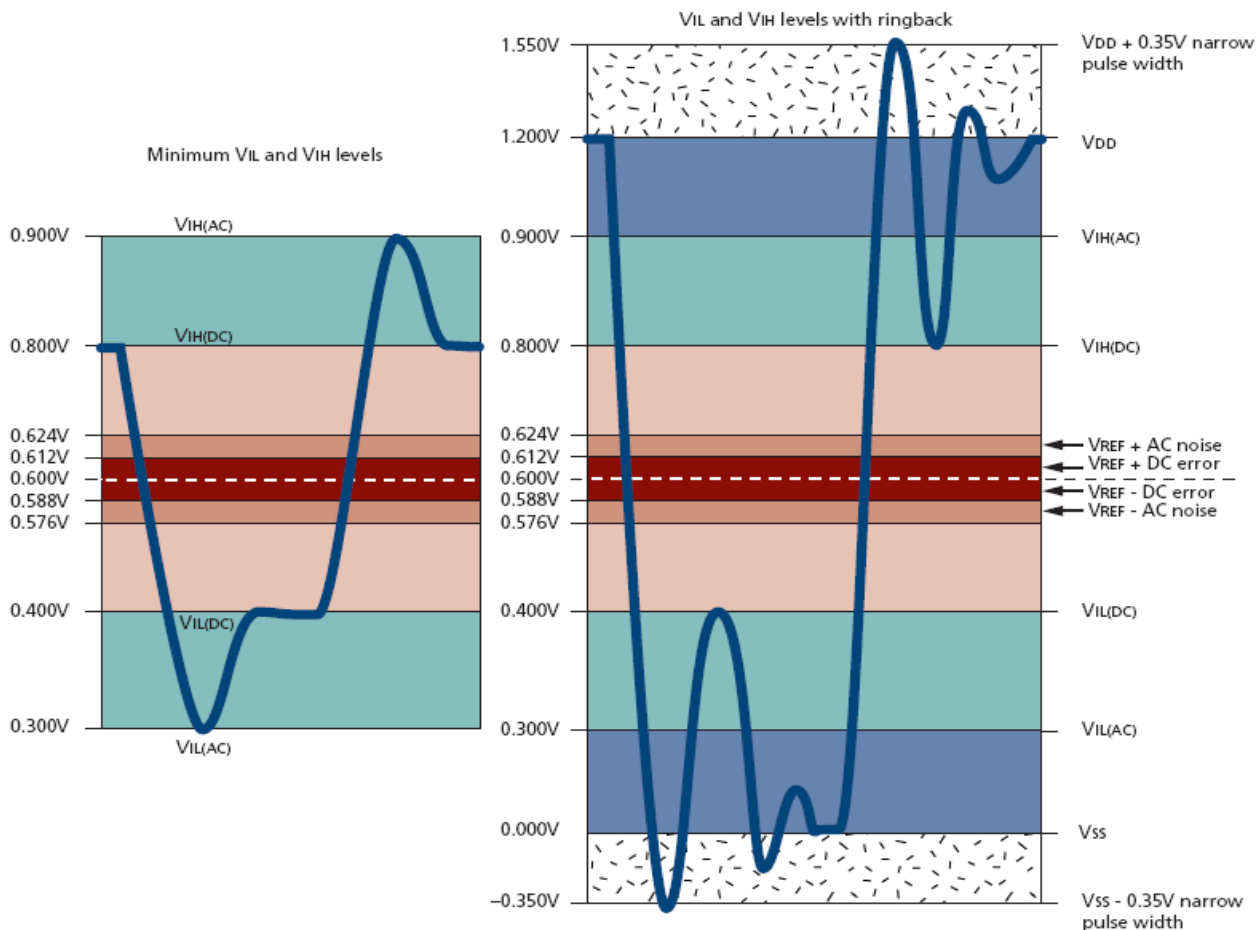 Minimum VIL and VIH levels
0.900V
VIH(AC)
0.800V
VIH(DC)
0.624V
0.612V
0.600V
0.588V
0.576V
0.400V
VIL(DC)
0.300V
VIL(AC)
VIL and VIH levels with ringback
1.550V
VDD + 0.35V narrow
pulse width
1.200V
VDD
0.900V
VIH(AC)
0.800V
VIH(DC)
0.624V
VREF + AC noise
0.612V
VREF + DC error
0.600V
0.588V
VREF - DC error
0.576V
VREF - AC noise
0.400V
VIL(DC)
0.300V
VIL(AC)
0.000V
VSS
–0.350V
VSS - 0.35V narrow
pulse width